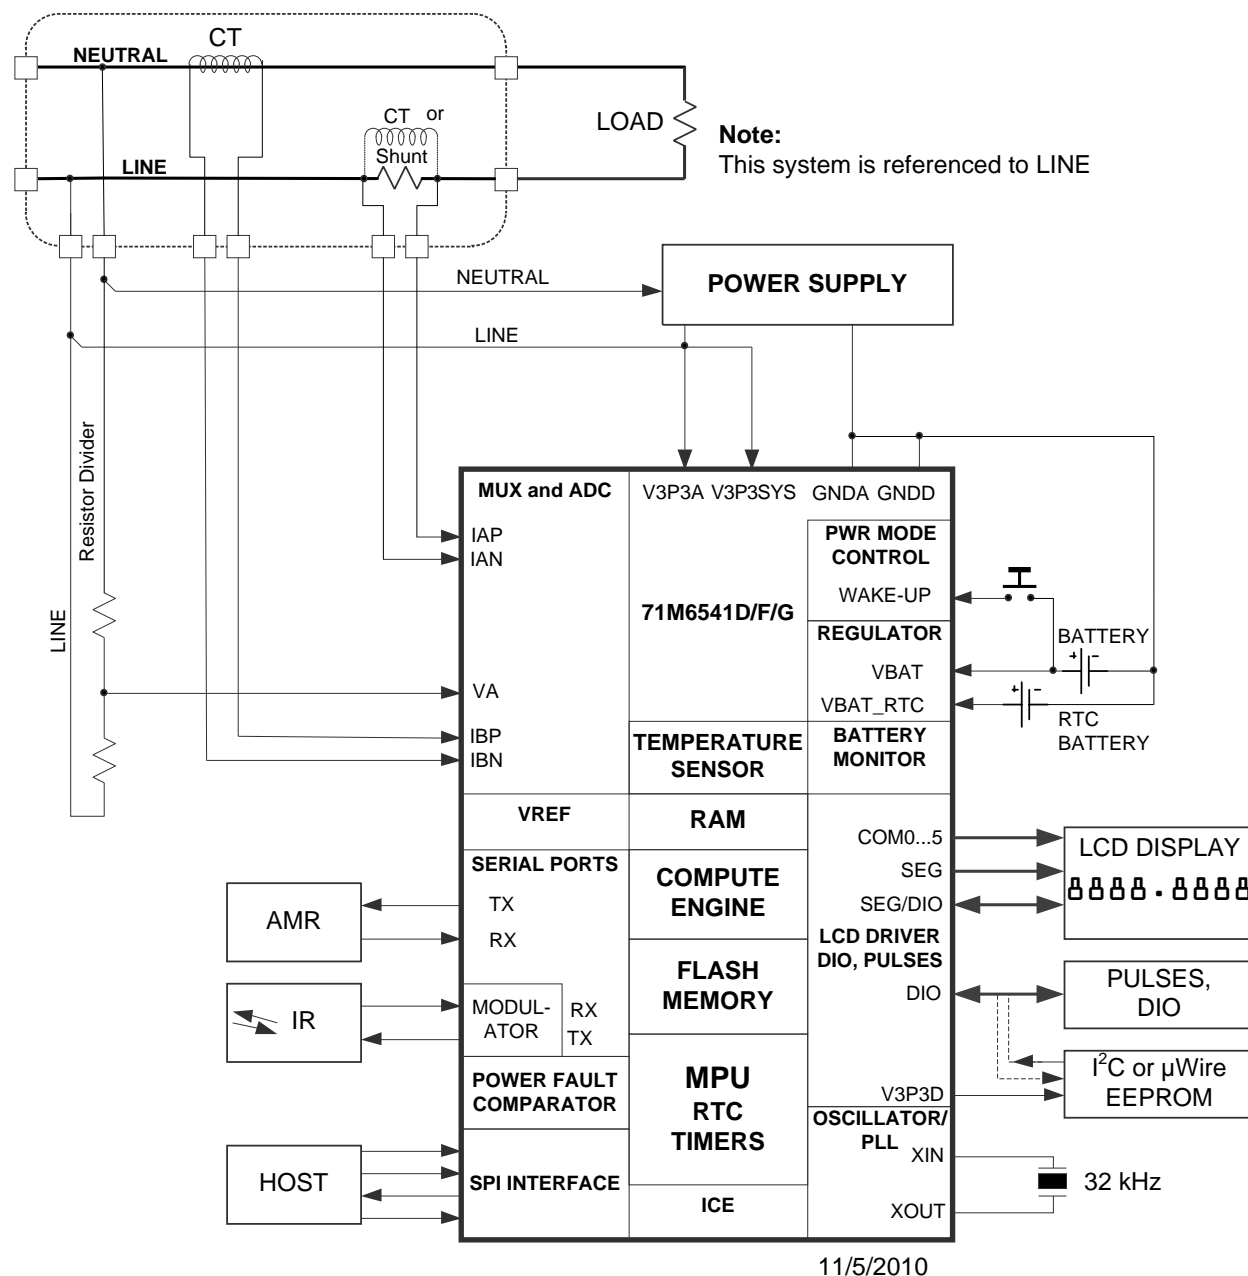 CT
NEUTRAL
CT or
LOAD
Shunt
LINE
Note:
This system is referenced to LINE
NEUTRAL
POWER SUPPLY
LINE
Resistor Divider
LINE
MUX and ADC
V3P3A V3P3SYS GNDA GNDD
IAP
IAN
PWR MODE
CONTROL
WAKE-UP
71M6541D/F/G
REGULATOR
BATTERY
VBAT
VA
VBAT_RTC
RTC
BATTERY
IBP
IBN
TEMPERATURE
SENSOR
BATTERY
MONITOR
VREF
RAM
COM0...5
LCD DISPLAY
SERIAL PORTS
SEG
8888.8888
COMPUTE
ENGINE
AMR
TX
RX
SEG/DIO
LCD DRIVER
DIO, PULSES
FLASH
MEMORY
DIO
PULSES,
DIO
IR
MODUL-
ATOR
RX
TX
I²C or µWire
EEPROM
POWER FAULT
COMPARATOR
MPU
RTC
TIMERS
V3P3D
OSCILLATOR/
PLL
XIN
HOST
SPI INTERFACE
32 kHz
ICE
XOUT
11/5/2010